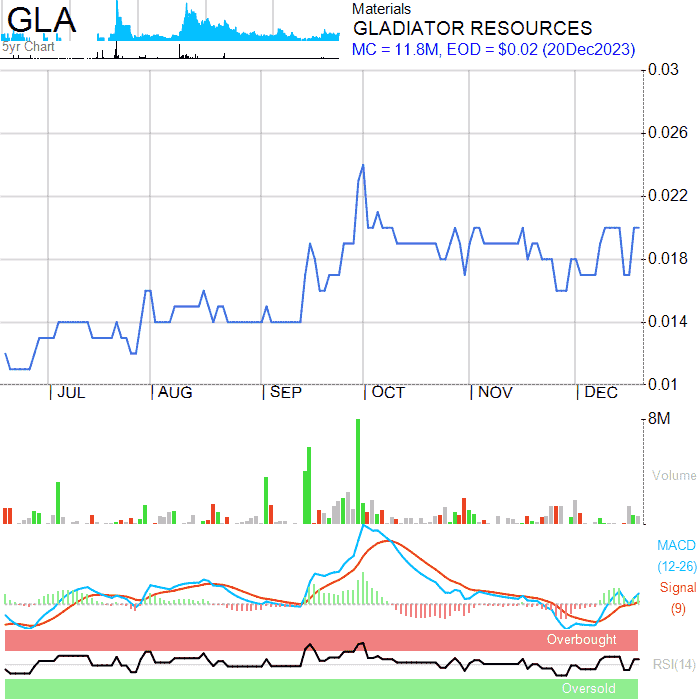 GLA
5yr Chart
Materials
GLADIATOR RESOURCES
MC = 11.8M, EOD = $0.02 (20Dec2023)
0.03
0.026
0.022
0.018
0.014
0.01
JUL AUG SEP OCT NOV DEC
8M
Volume
MACD
(12-26)
Signal
(9)
Overbought
RSI(14)
Oversold